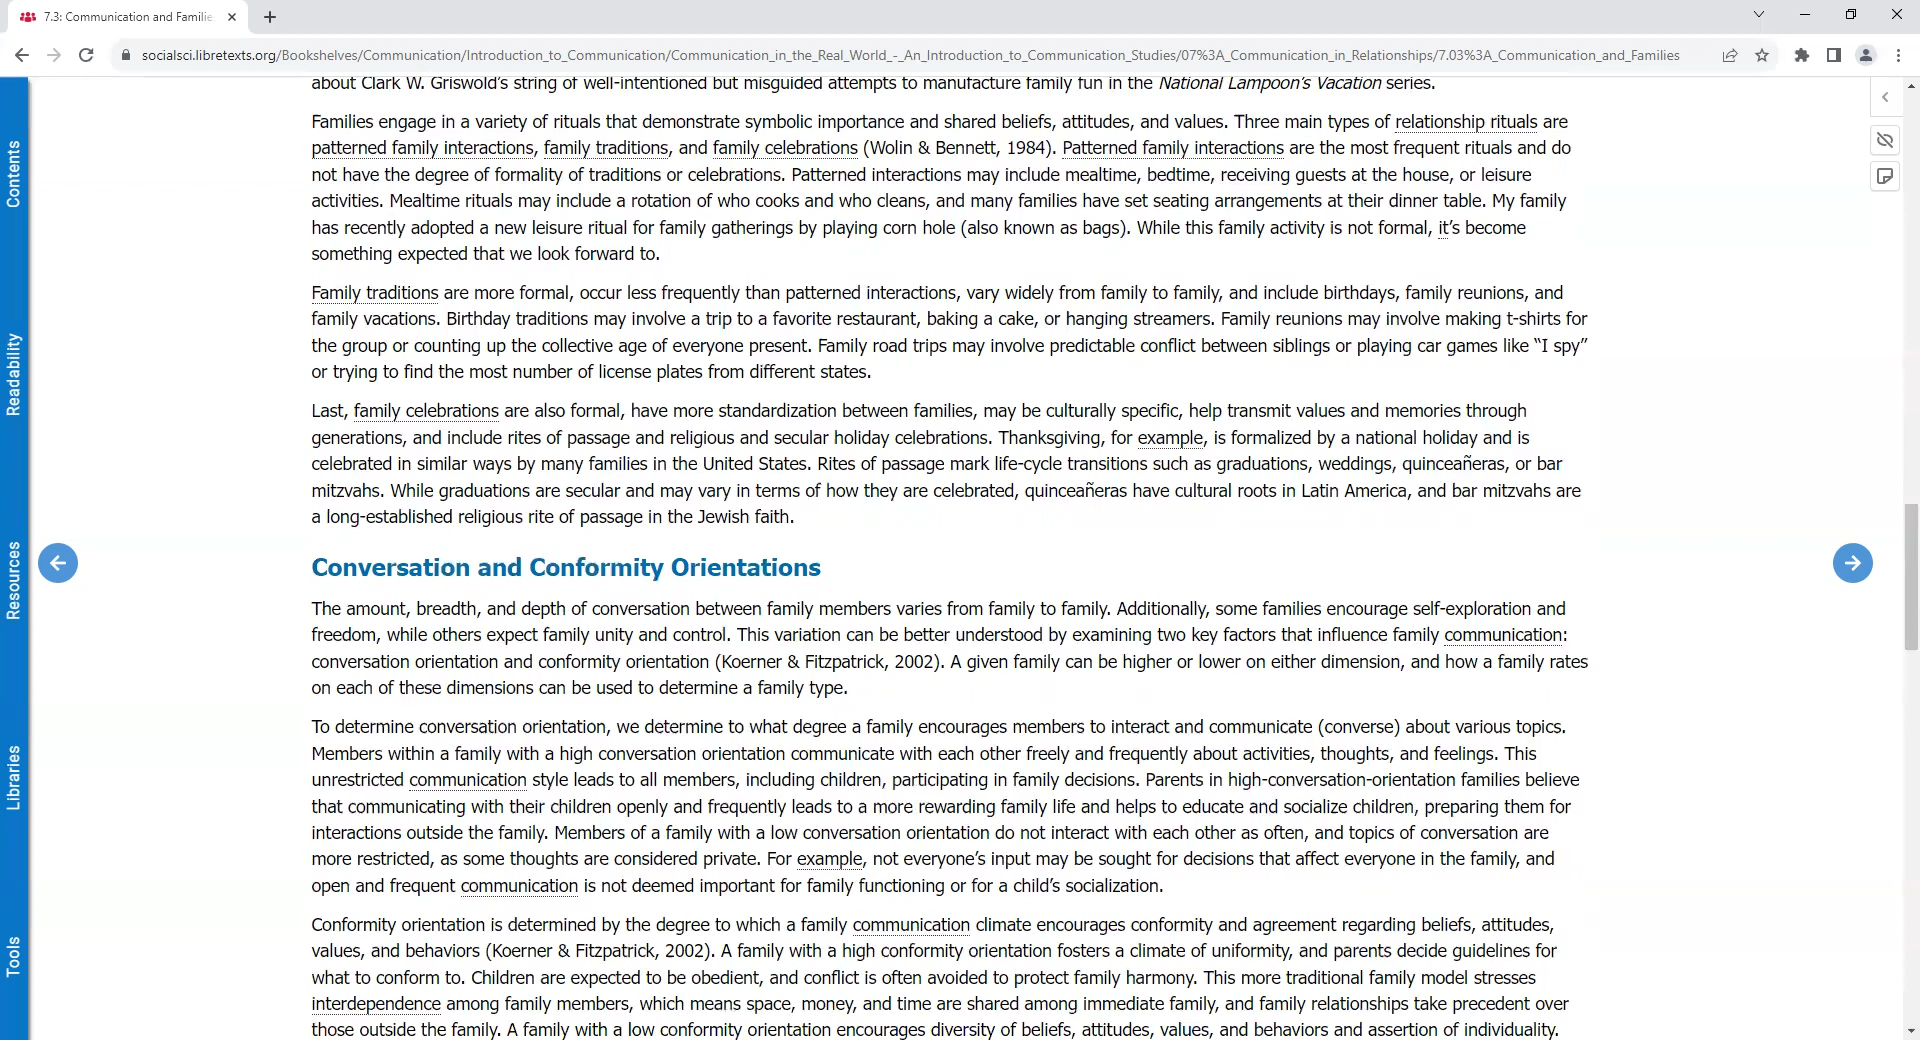 7.3: Communication and Familie
socialsci.libretexts.org/Bookshelves/Communication/Introduction_to_Communication/Communication_in_the_Real_World_-_An_Introduction_to_Communication_Studies/07%3A_Communication_in_Relationships/7.03%3A_Communication_and_Families
about Clark W. Griswold’s string of well-intentioned but misguided attempts to manufacture family fun in the National Lampoon’s Vacation series.
Families engage in a variety of rituals that demonstrate symbolic importance and shared beliefs, attitudes, and values. Three main types of relationship rituals are
patterned family interactions, family traditions, and family celebrations (Wolin & Bennett, 1984). Patterned family interactions are the most frequent rituals and do
not have the degree of formality of traditions or celebrations. Patterned interactions may include mealtime, bedtime, receiving guests at the house, or leisure
activities. Mealtime rituals may include a rotation of who cooks and who cleans, and many families have set seating arrangements at their dinner table. My family
has recently adopted a new leisure ritual for family gatherings by playing corn hole (also known as bags). While this family activity is not formal, it’s become
something expected that we look forward to.
Family traditions are more formal, occur less frequently than patterned interactions, vary widely from family to family, and include birthdays, family reunions, and
family vacations. Birthday traditions may involve a trip to a favorite restaurant, baking a cake, or hanging streamers. Family reunions may involve making t-shirts for
the group or counting up the collective age of everyone present. Family road trips may involve predictable conflict between siblings or playing car games like “I spy”
or trying to find the most number of license plates from different states.
Last, family celebrations are also formal, have more standardization between families, may be culturally specific, help transmit values and memories through
generations, and include rites of passage and religious and secular holiday celebrations. Thanksgiving, for example, is formalized by a national holiday and is
celebrated in similar ways by many families in the United States. Rites of passage mark life-cycle transitions such as graduations, weddings, quinceañeras, or bar
mitzvahs. While graduations are secular and may vary in terms of how they are celebrated, quinceañeras have cultural roots in Latin America, and bar mitzvahs are
a long-established religious rite of passage in the Jewish faith.
Conversation and Conformity Orientations
The amount, breadth, and depth of conversation between family members varies from family to family. Additionally, some families encourage self-exploration and
freedom, while others expect family unity and control. This variation can be better understood by examining two key factors that influence family communication:
conversation orientation and conformity orientation (Koerner & Fitzpatrick, 2002). A given family can be higher or lower on either dimension, and how a family rates
on each of these dimensions can be used to determine a family type.
To determine conversation orientation, we determine to what degree a family encourages members to interact and communicate (converse) about various topics.
Members within a family with a high conversation orientation communicate with each other freely and frequently about activities, thoughts, and feelings. This
unrestricted communication style leads to all members, including children, participating in family decisions. Parents in high-conversation-orientation families believe
that communicating with their children openly and frequently leads to a more rewarding family life and helps to educate and socialize children, preparing them for
interactions outside the family. Members of a family with a low conversation orientation do not interact with each other as often, and topics of conversation are
more restricted, as some thoughts are considered private. For example, not everyone’s input may be sought for decisions that affect everyone in the family, and
open and frequent communication is not deemed important for family functioning or for a child’s socialization.
Conformity orientation is determined by the degree to which a family communication climate encourages conformity and agreement regarding beliefs, attitudes,
values, and behaviors (Koerner & Fitzpatrick, 2002). A family with a high conformity orientation fosters a climate of uniformity, and parents decide guidelines for
what to conform to. Children are expected to be obedient, and conflict is often avoided to protect family harmony. This more traditional family model stresses
interdependence among family members, which means space, money, and time are shared among immediate family, and family relationships take precedent over
those outside the family. A family with a low conformity orientation encourages diversity of beliefs, attitudes, values, and behaviors and assertion of individuality.
Contents
Readability
Resources
Libraries
Tools